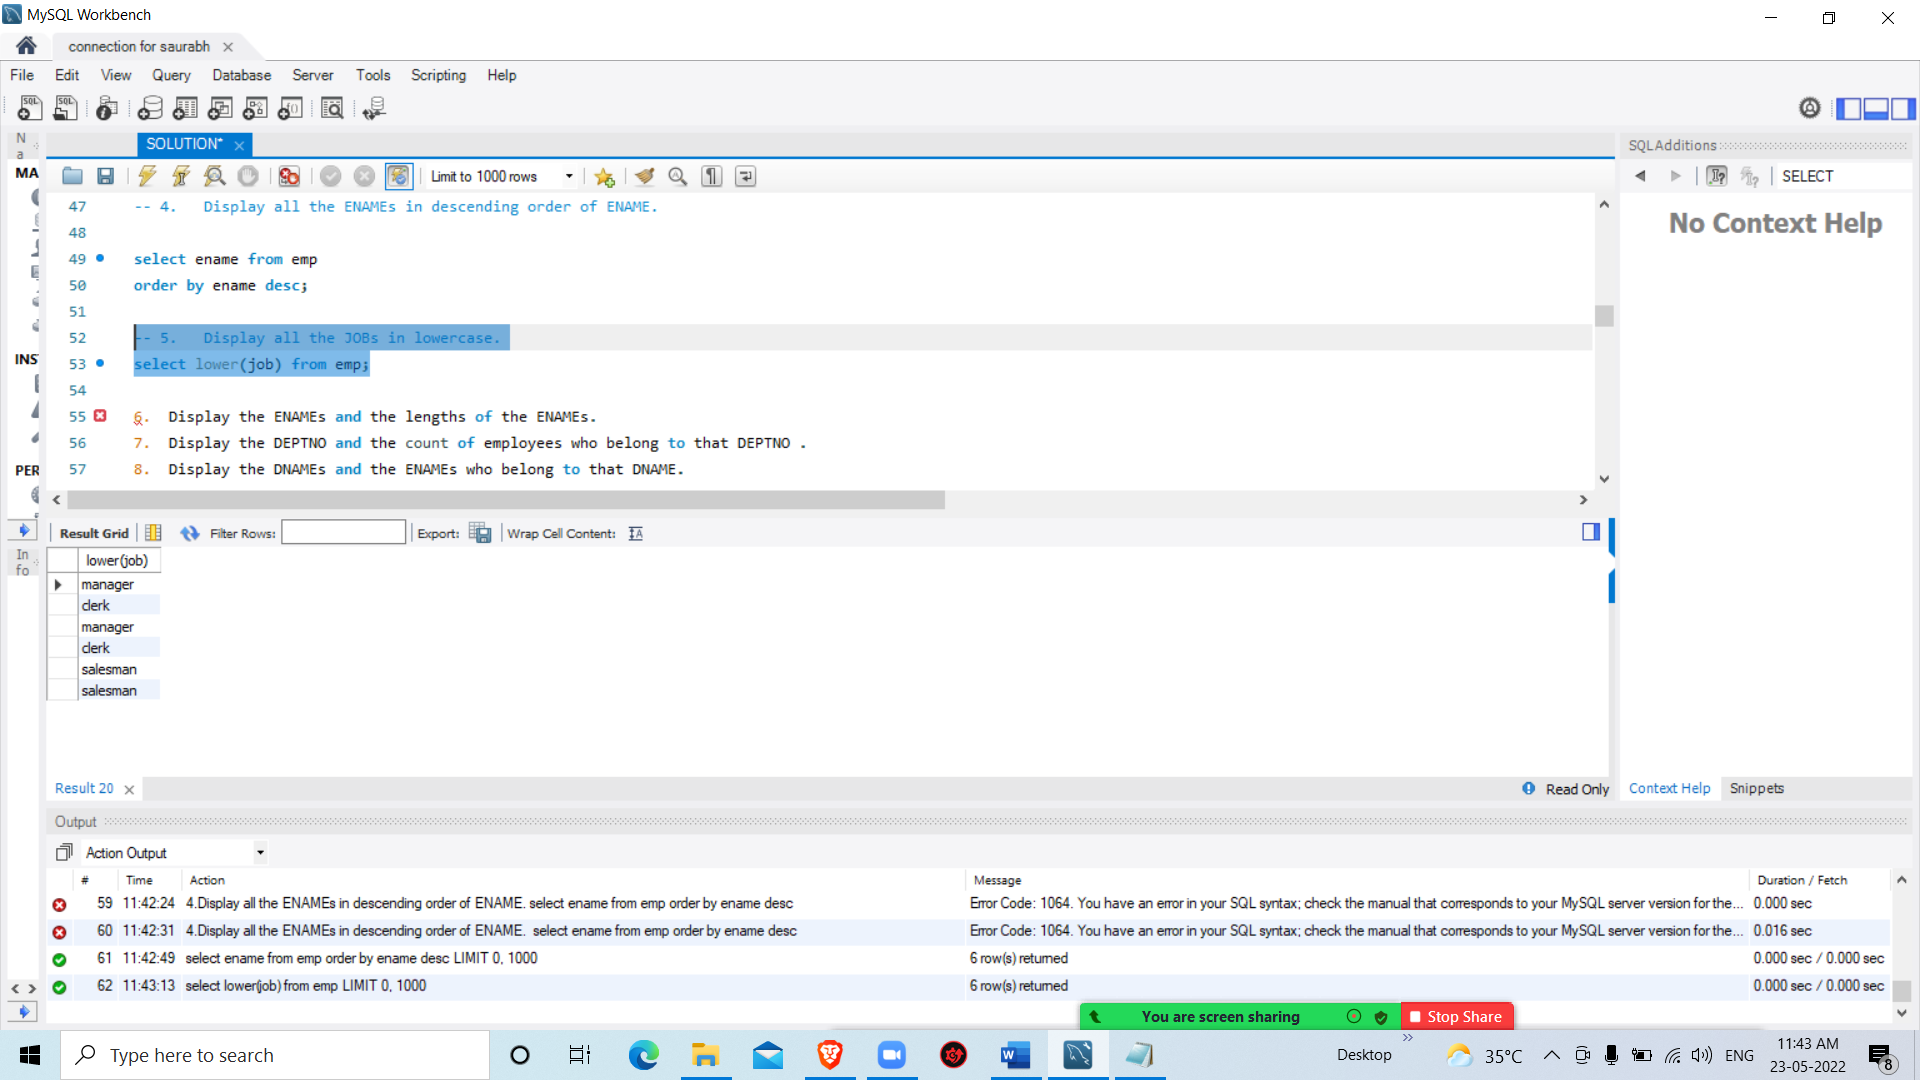 MySQL Workbench
connection for saurabh
File Edit View Query Database Server Tools Scripting Help
N
a
SOLUTION*
SQLAdditions
MA
Limit to 1000 rows
SELECT
No Context Help
47 -- 4. Display all the ENAMEs in descending order of ENAME.
48
49 select ename from emp
50 order by ename desc;
51
52 -- 5. Display all the JOBs in lowercase.
53 select lower(job) from emp;
54
55 6. Display the ENAMEs and the lengths of the ENAMEs.
56 7. Display the DEPTNO and the count of employees who belong to that DEPTNO .
57 8. Display the DNAMEs and the ENAMEs who belong to that DNAME.
INS
PER
Result Grid Filter Rows: Export: Wrap Cell Content:
In
fo
lower(job)
manager
clerk
manager
clerk
salesman
salesman
Result 20
Read Only
Context Help Snippets
Output
Action Output
# Time Action Message Duration / Fetch
59 11:42:24 4.Display all the ENAMEs in descending order of ENAME. select ename from emp order by ename desc Error Code: 1064. You have an error in your SQL syntax; check the manual that corresponds to your MySQL server version for the... 0.000 sec
60 11:42:31 4.Display all the ENAMEs in descending order of ENAME. select ename from emp order by ename desc Error Code: 1064. You have an error in your SQL syntax; check the manual that corresponds to your MySQL server version for the... 0.016 sec
61 11:42:49 select ename from emp order by ename desc LIMIT 0, 1000 6 row(s) returned 0.000 sec / 0.000 sec
62 11:43:13 select lower(job) from emp LIMIT 0, 1000 6 row(s) returned 0.000 sec / 0.000 sec
You are screen sharing Stop Share
Type here to search
Desktop
35°C
ENG
11:43 AM
23-05-2022
8